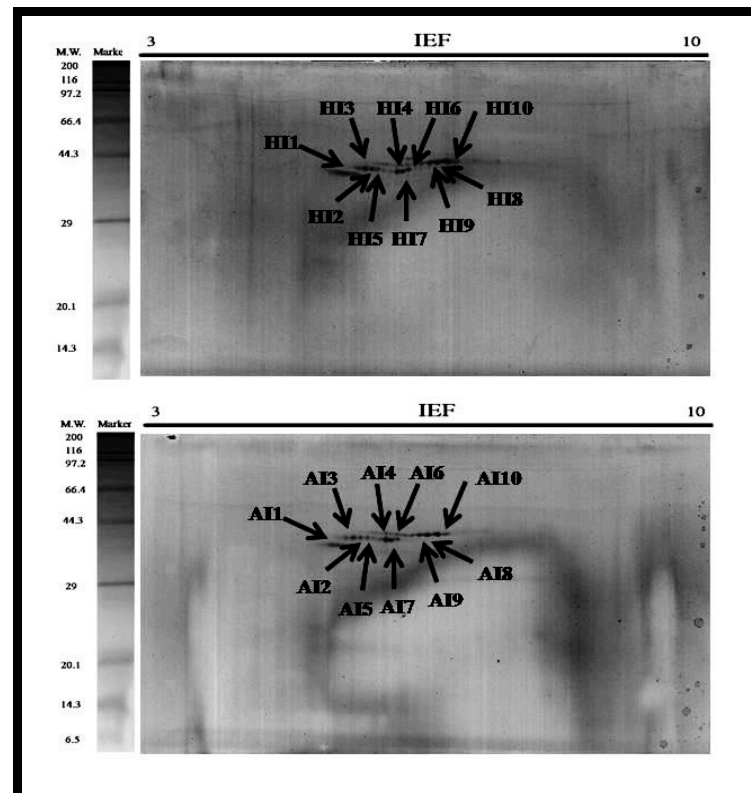 3 IEF 10
M.W. Marke
200
116
97.2
66.4
44.3
29
20.1
14.3
HI3 HI4 HI6 HI10
HI1
HI2 HI8
HI5 HI7 HI9
3 IEF 10
M.W. Marker
200
116
97.2
66.4
44.3
29
20.1
14.3
6.5
AI3 AI4 AI6 AI10
AI1
AI2 AI8
AI5 AI7 AI9